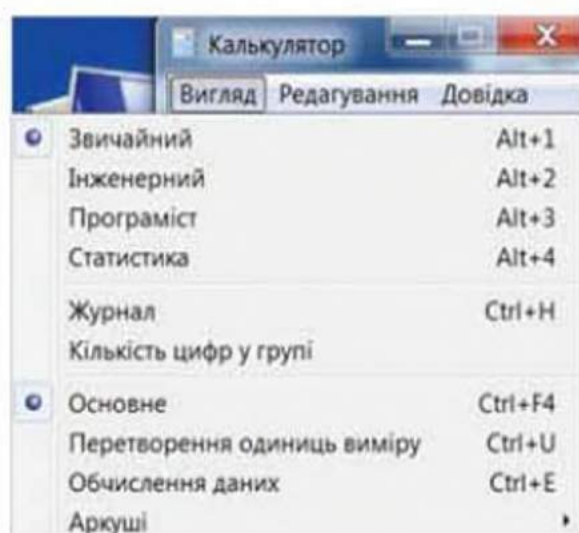 Калькулятор
Вигляд Редагування Довідка
Звичайний Alt+1
Інженерний Alt+2
Програміст Alt+3
Статистика Alt+4
Журнал Ctrl+H
Кількість цифр у групі
Основне Ctrl+F4
Перетворення одиниць виміру Ctrl+U
Обчислення даних Ctrl+E
Аркуші